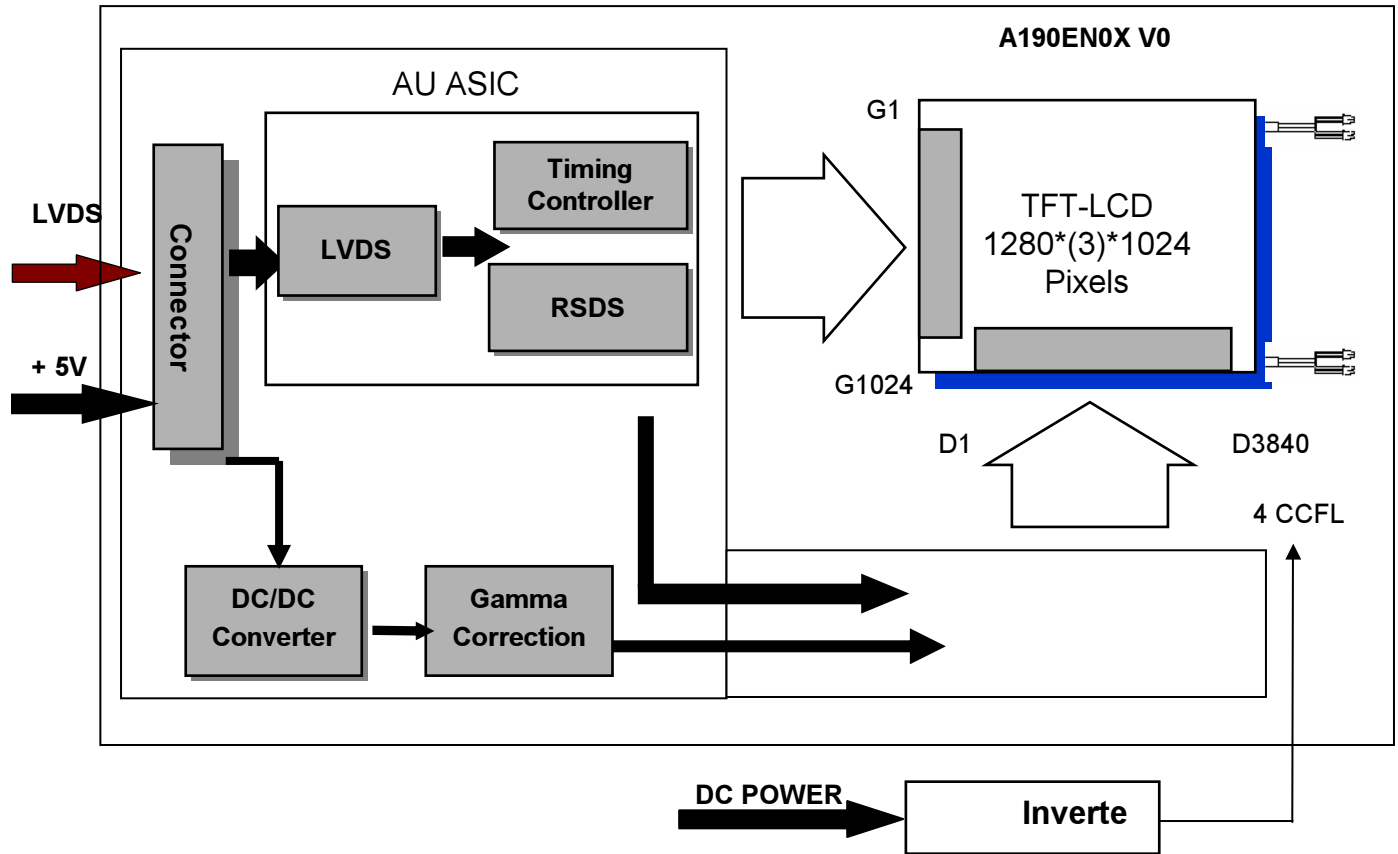 A190EN0X V0
AU ASIC
G1
Timing
Controller
TFT-LCD
1280*(3)*1024
Pixels
LVDS
Connector
LVDS
RSDS
+ 5V
G1024
D1
D3840
4 CCFL
DC/DC
Converter
Gamma
Correction
DC POWER
Inverte